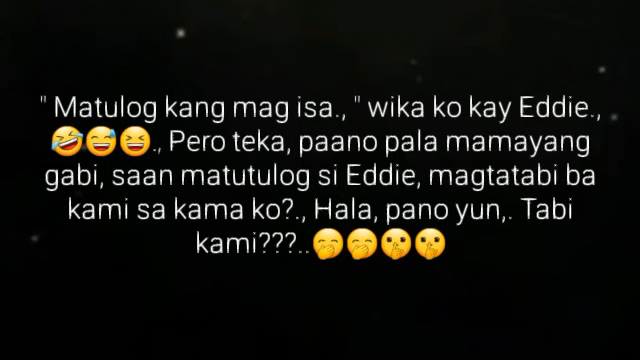 " Matulog kang mag isa., " wika ko kay Eddie.,
🤣😅😆., Pero teka, paano pala mamayang
gabi, saan matutulog si Eddie, magtatabi ba
kami sa kama ko?., Hala, pano yun,. Tabi
kami???..🤭🤭🤫🤫